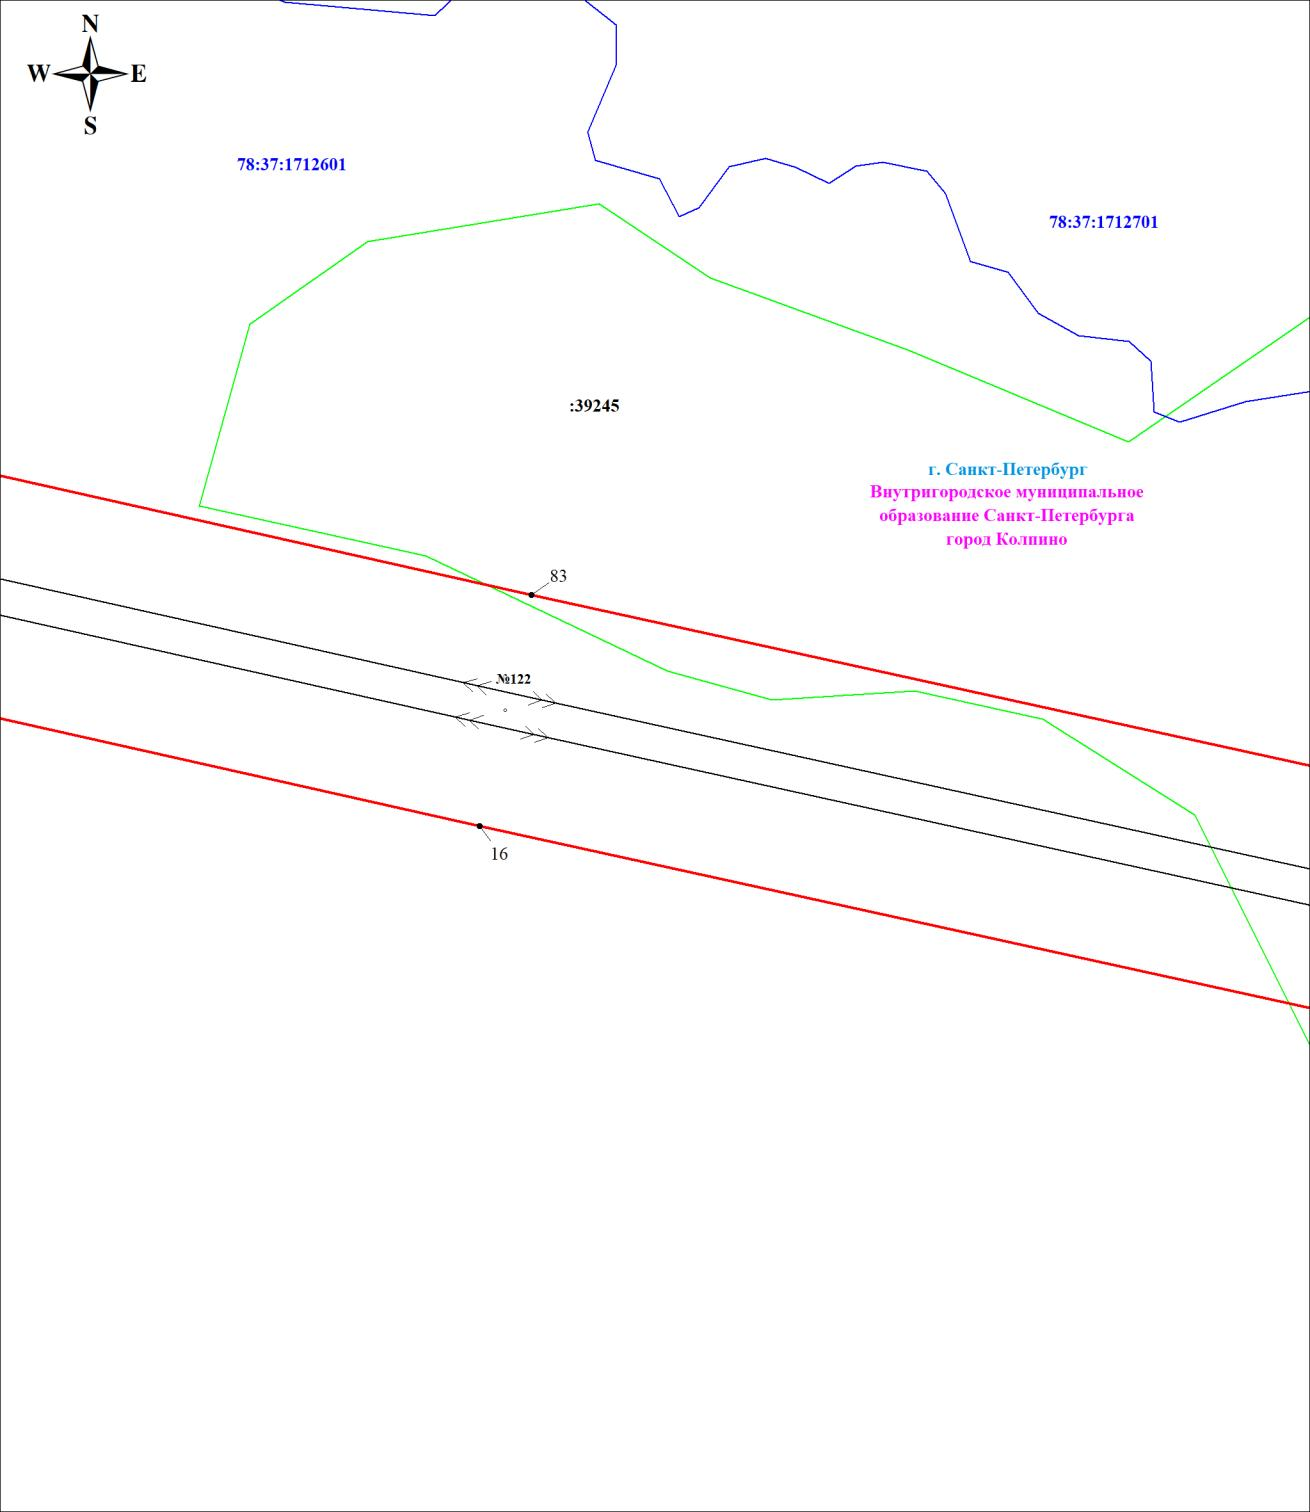 N
W E
S
78:37:1712601
78:37:1712701
:39245
г. Санкт-Петербург
Внутригородское муниципальное
образование Санкт-Петербурга
город Колпино
83
№122
16